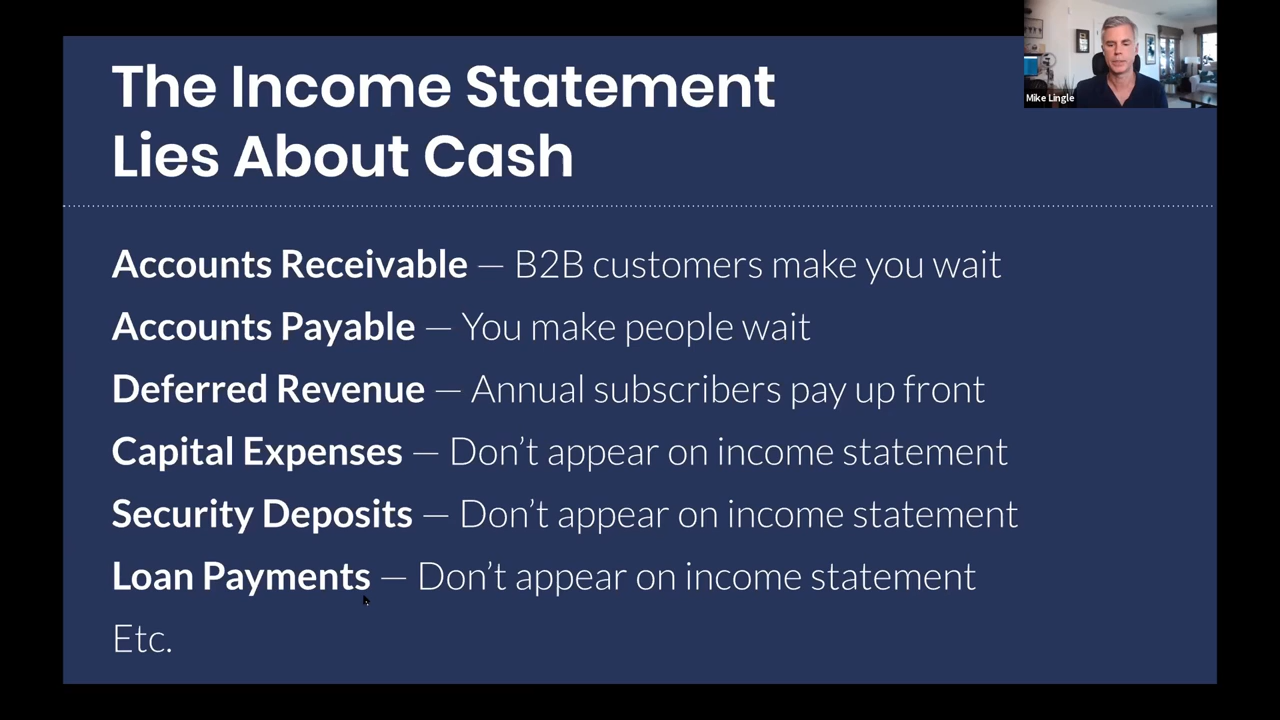 The Income Statement
Lies About Cash
Mike Lingle
Accounts Receivable — B2B customers make you wait
Accounts Payable — You make people wait
Deferred Revenue — Annual subscribers pay up front
Capital Expenses — Don’t appear on income statement
Security Deposits — Don’t appear on income statement
Loan Payments — Don’t appear on income statement
Etc.